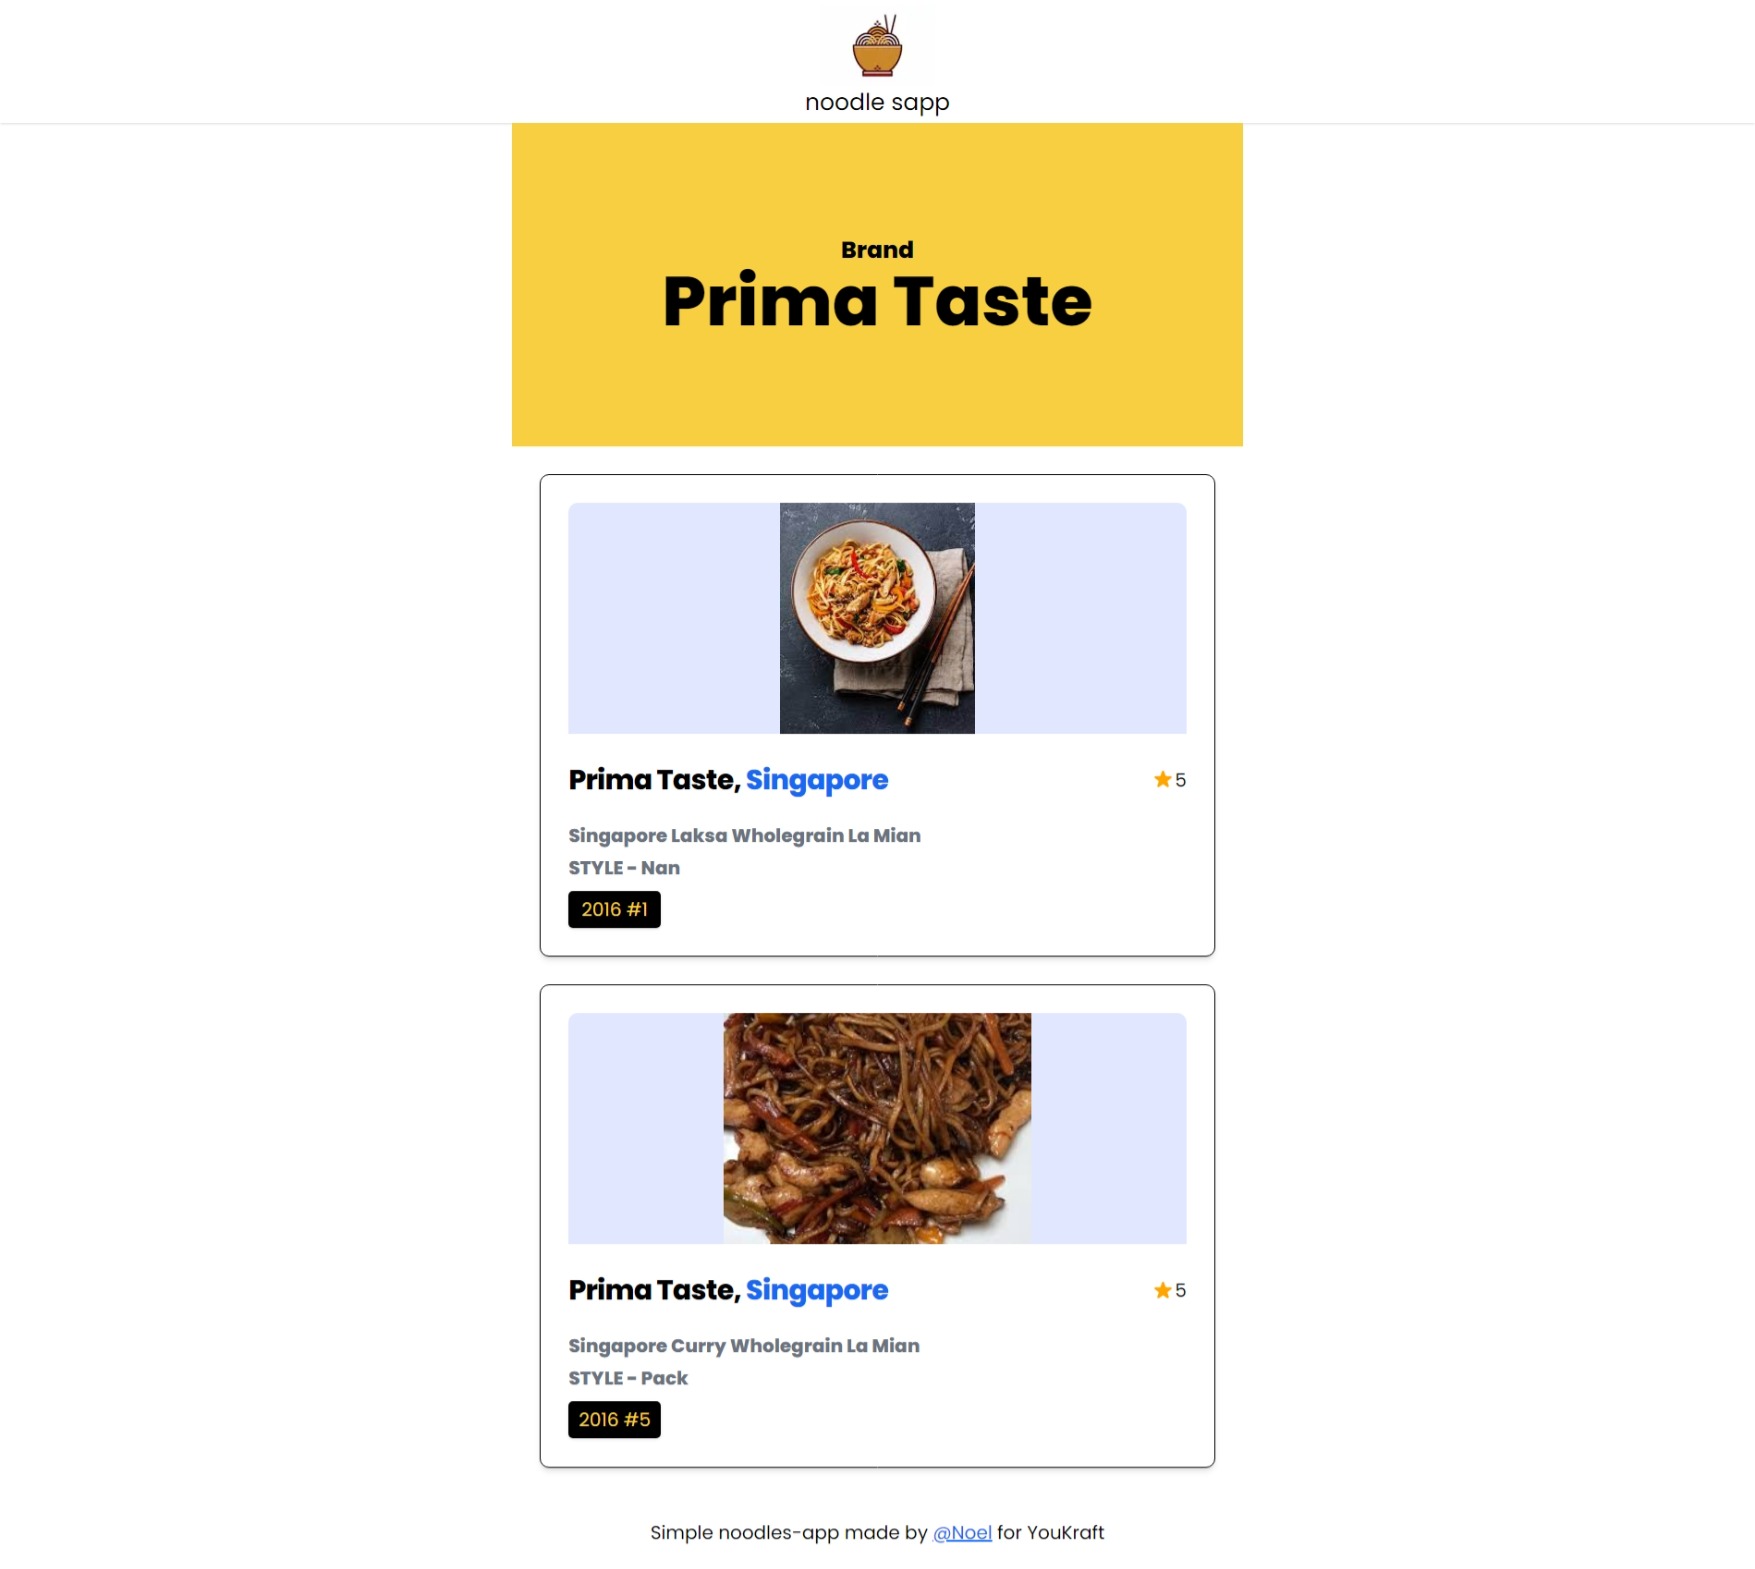 noodle sapp
Brand
Prima Taste
Prima Taste, Singapore
5
Singapore Laksa Wholegrain La Mian
STYLE - Nan
2016 #1
Prima Taste, Singapore
5
Singapore Curry Wholegrain La Mian
STYLE - Pack
2016 #5
Simple noodles-app made by @Noel for YouKraft